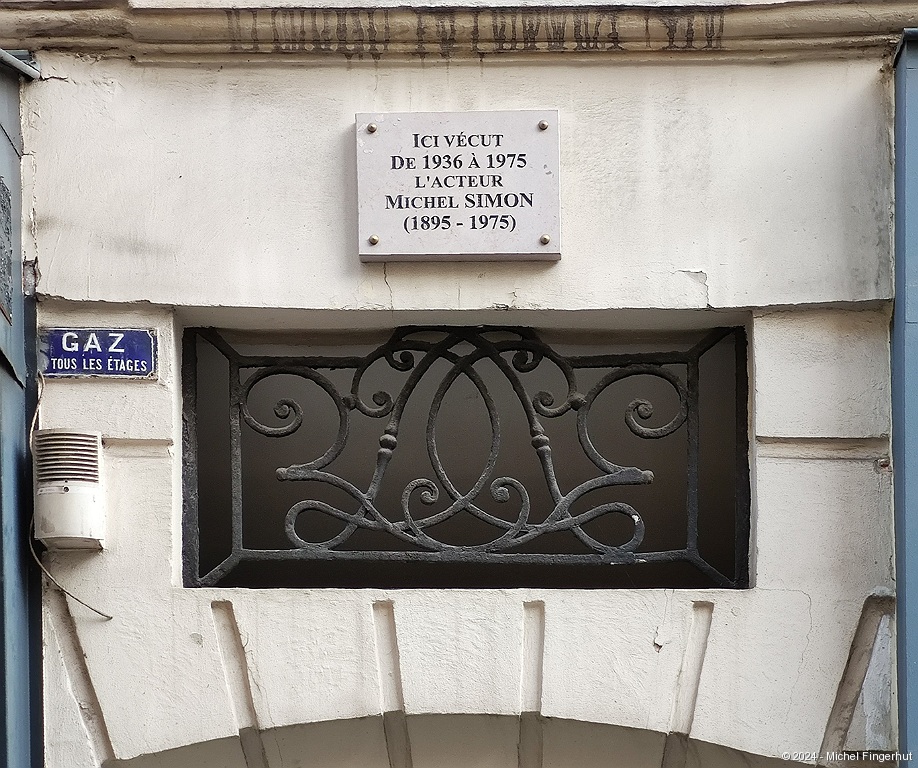 ICI VÉCUT
DE 1936 À 1975
L'ACTEUR
MICHEL SIMON
(1895 - 1975)
GAZ
TOUS LES ÉTAGES
© 2024 - Michel Fingerhut